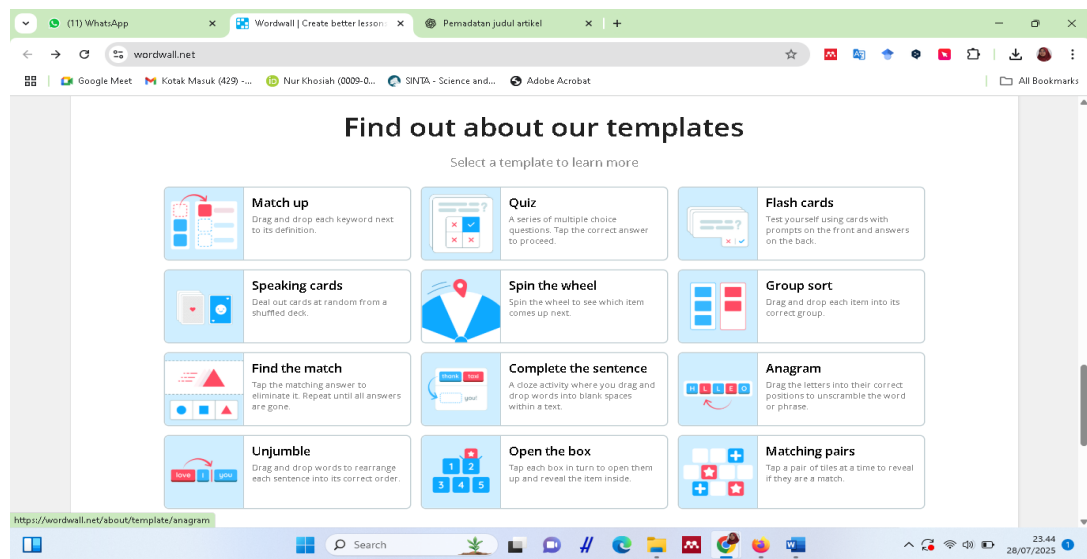 (11) WhatsApp
Wordwall | Create better lesson:
Pemadatan judul artikel
wordwall.net
Google Meet
Kotak Masuk (429) -...
Nur Khosiah (0009-0...
SINTA - Science and...
Adobe Acrobat
All Bookmarks
Find out about our templates
Select a template to learn more
Match up
Drag and drop each keyword next
to its definition.
Quiz
A series of multiple choice
questions. Tap the correct answer
to proceed.
Flash cards
Test yourself using cards with
prompts on the front and answers
on the back.
Speaking cards
Deal out cards at random from a
shuffled deck.
Spin the wheel
Spin the wheel to see which item
comes up next.
Group sort
Drag and drop each item into its
correct group.
Find the match
Tap the matching answer to
eliminate it. Repeat until all answers
are gone.
thank taxi
you!
Complete the sentence
A cloze activity where you drag and
drop words into blank spaces
within a text.
H L L E O
Anagram
Drag the letters into their correct
positions to unscramble the word
or phrase.
love I you
Unjumble
Drag and drop words to rearrange
each sentence into its correct order.
1 2
3 4 5
Open the box
Tap each box in turn to open them
up and reveal the item inside.
Matching pairs
Tap a pair of tiles at a time to reveal
if they are a match.
https://wordwall.net/about/template/anagram
Search
23.44
28/07/2025
1